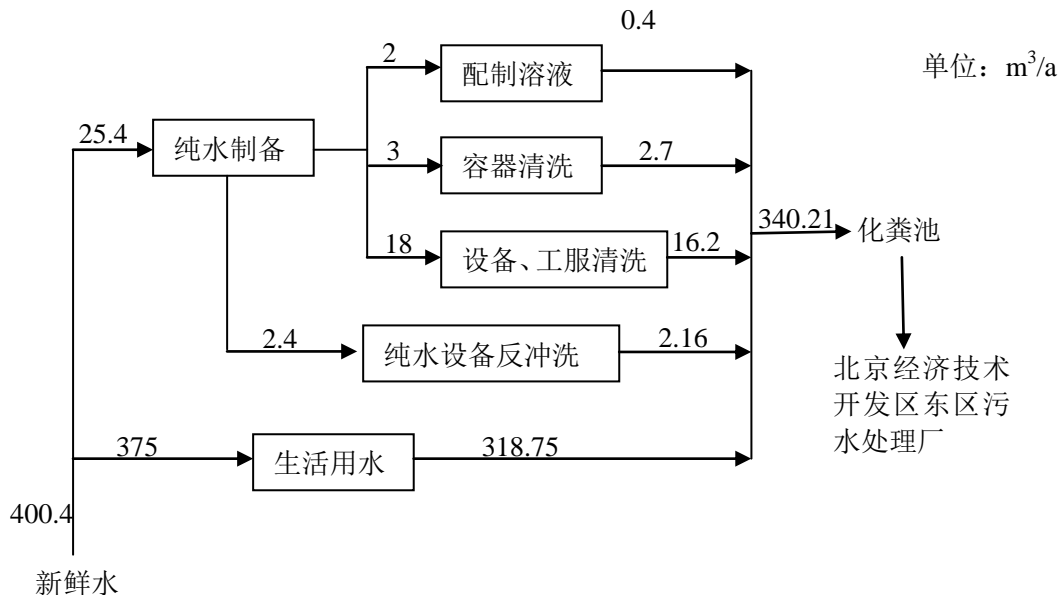 0.4
单位：m³/a
2
配制溶液
25.4
纯水制备
3
容器清洗
2.7
18
设备、工服清洗
16.2
340.21
化粪池
2.4
纯水设备反冲洗
2.16
北京经济技术
开发区东区污
水处理厂
375
生活用水
318.75
400.4
新鲜水